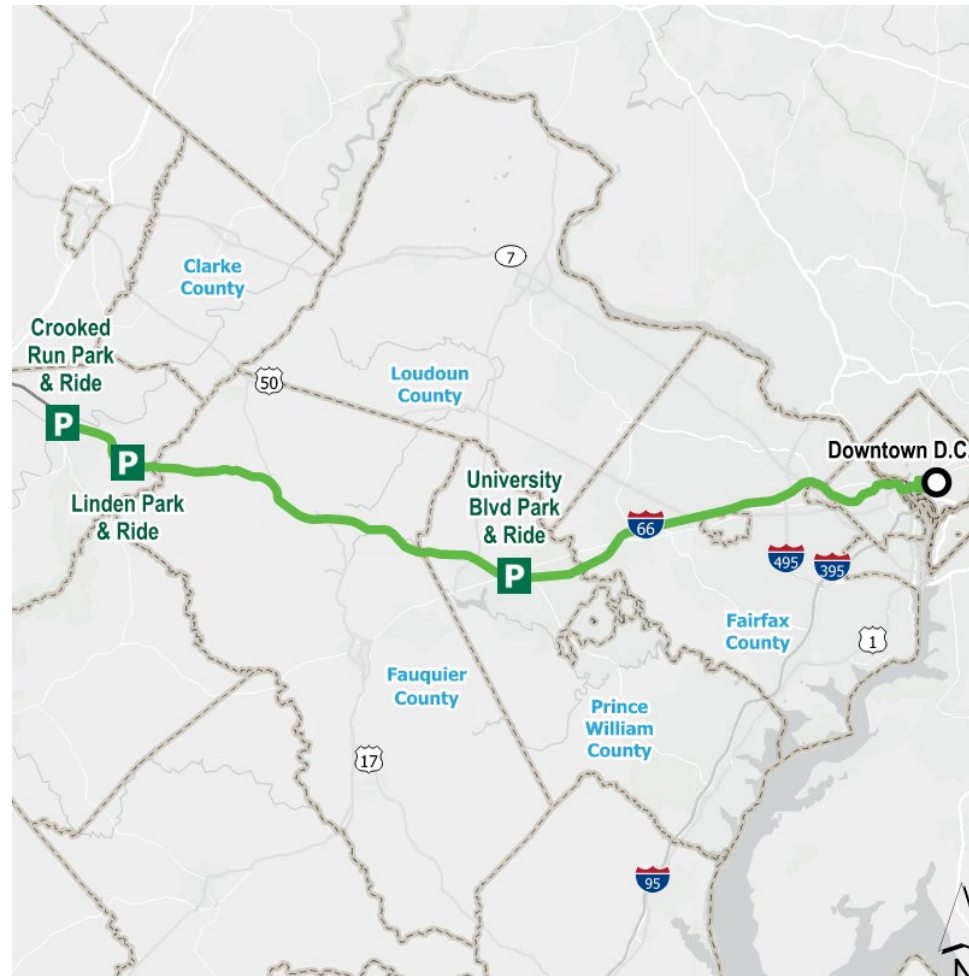 7
Clarke
County
Crooked
Run Park
& Ride
50
Loudoun
County
P
P
Linden Park
& Ride
University
Blvd Park
& Ride
P
Downtown D.C.
66
495
395
Fairfax
County
1
Fauquier
County
Prince
William
County
17
95
N